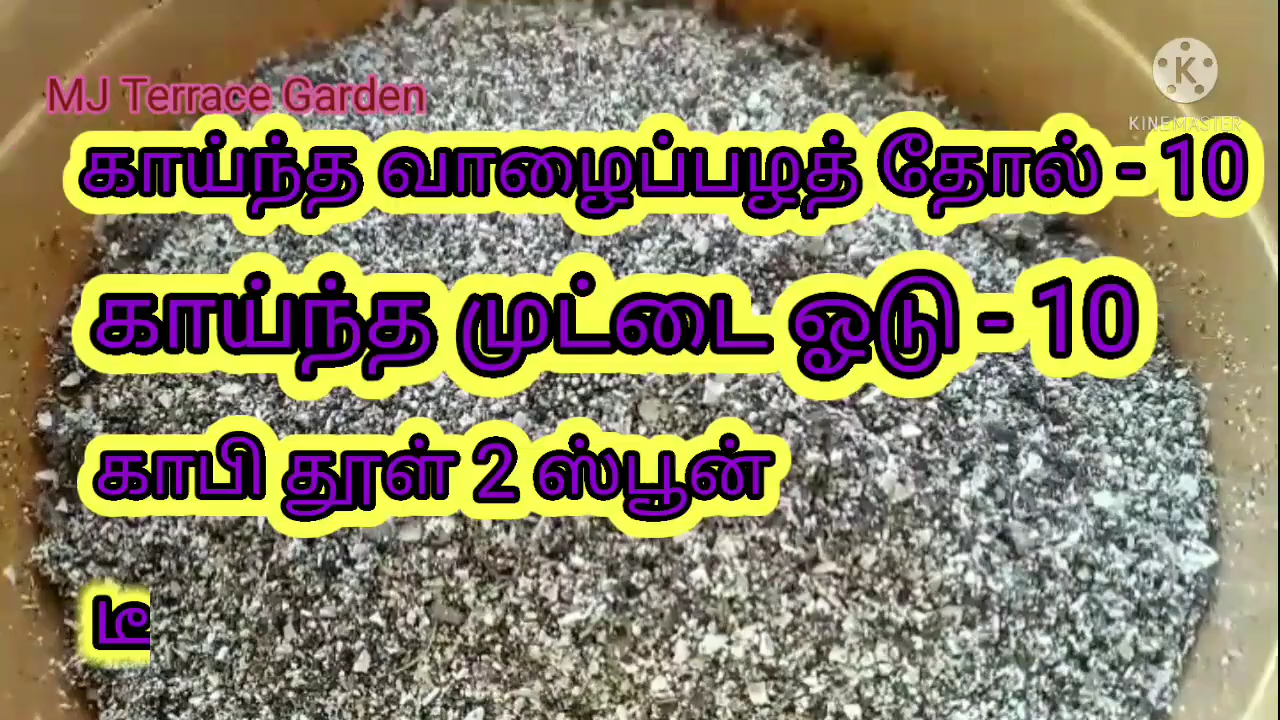 MJ Terrace Garden
KINEMASTER
காய்ந்த வாழைப்பழத் தோல் - 10
காய்ந்த முட்டை ஓடு - 10
காபி தூள் 2 ஸ்பூன்
டீ